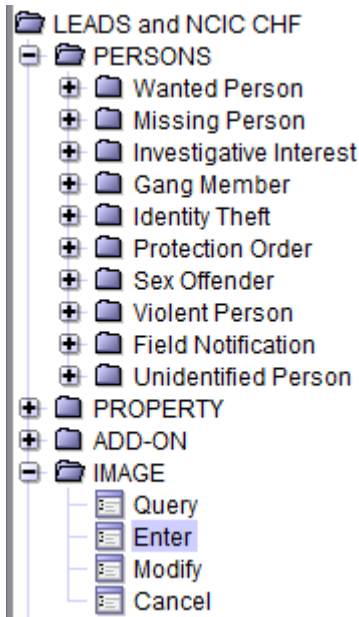 LEADS and NCIC CHF
PERSONS
Wanted Person
Missing Person
Investigative Interest
Gang Member
Identity Theft
Protection Order
Sex Offender
Violent Person
Field Notification
Unidentified Person
PROPERTY
ADD-ON
IMAGE
Query
Enter
Modify
Cancel